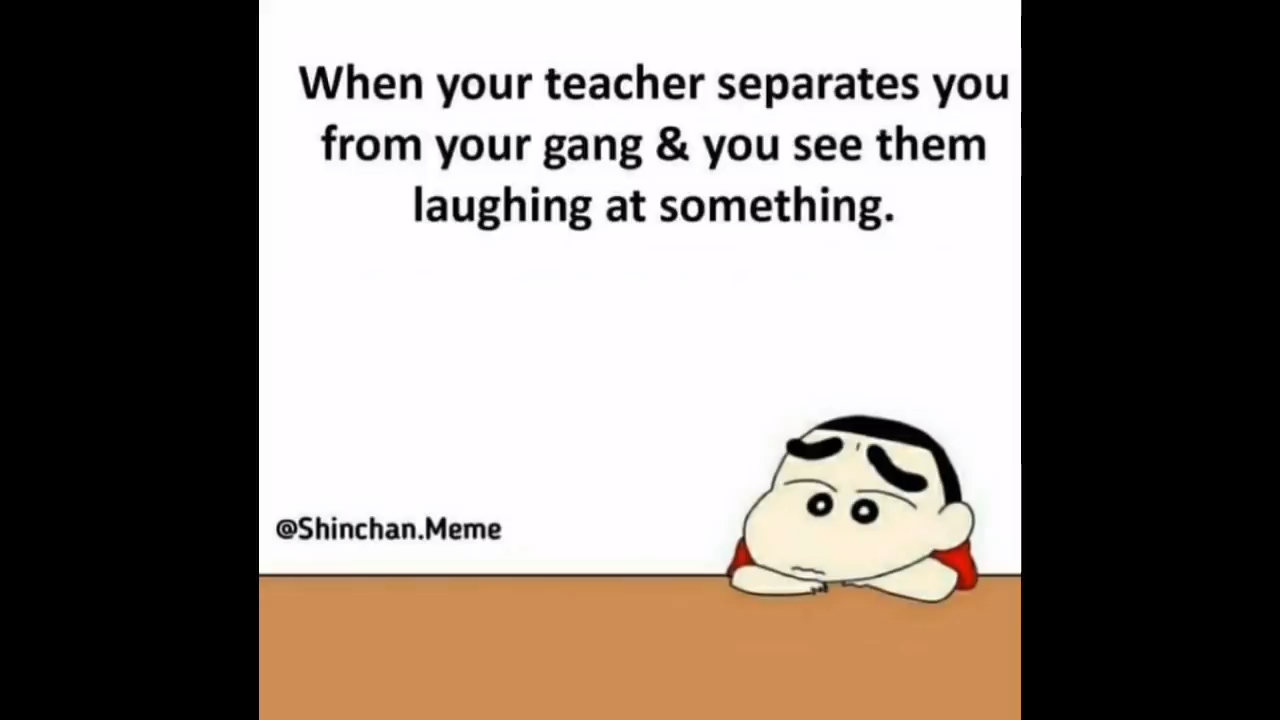 When your teacher separates you
from your gang & you see them
laughing at something.
@Shinchan.Meme